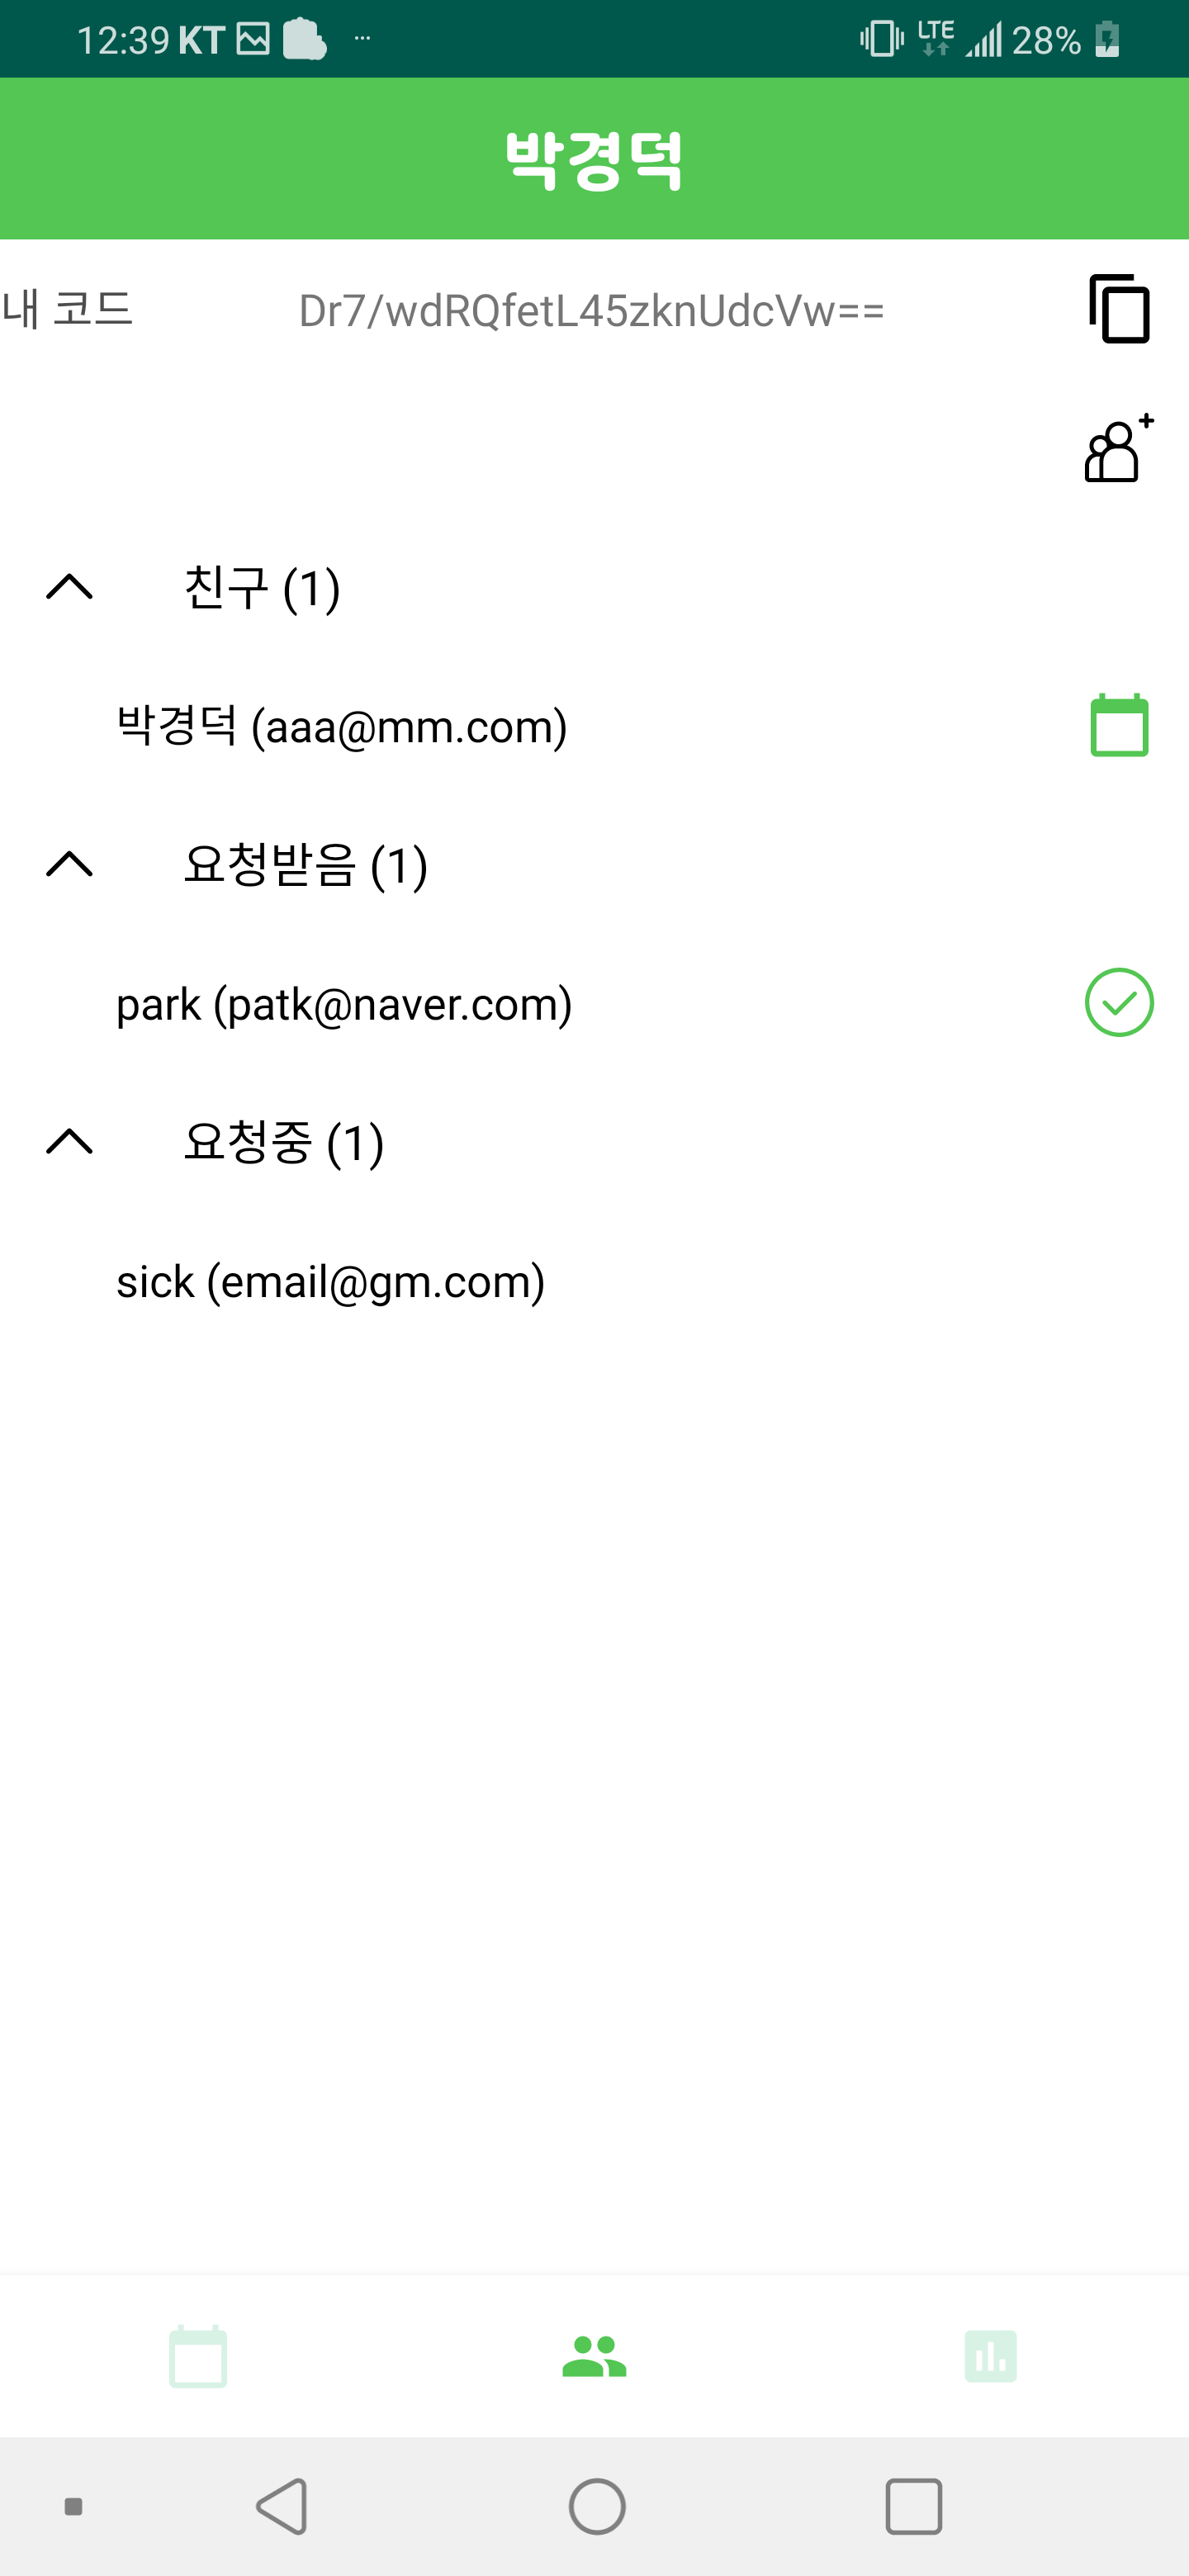 12:39 KT ... LTE 28%
박경덕
내 코드 Dr7/wdRQfetL45zknUdcVw==
친구 (1)
박경덕 (aaa@mm.com)
요청받음 (1)
park (patk@naver.com)
요청중 (1)
sick (email@gm.com)